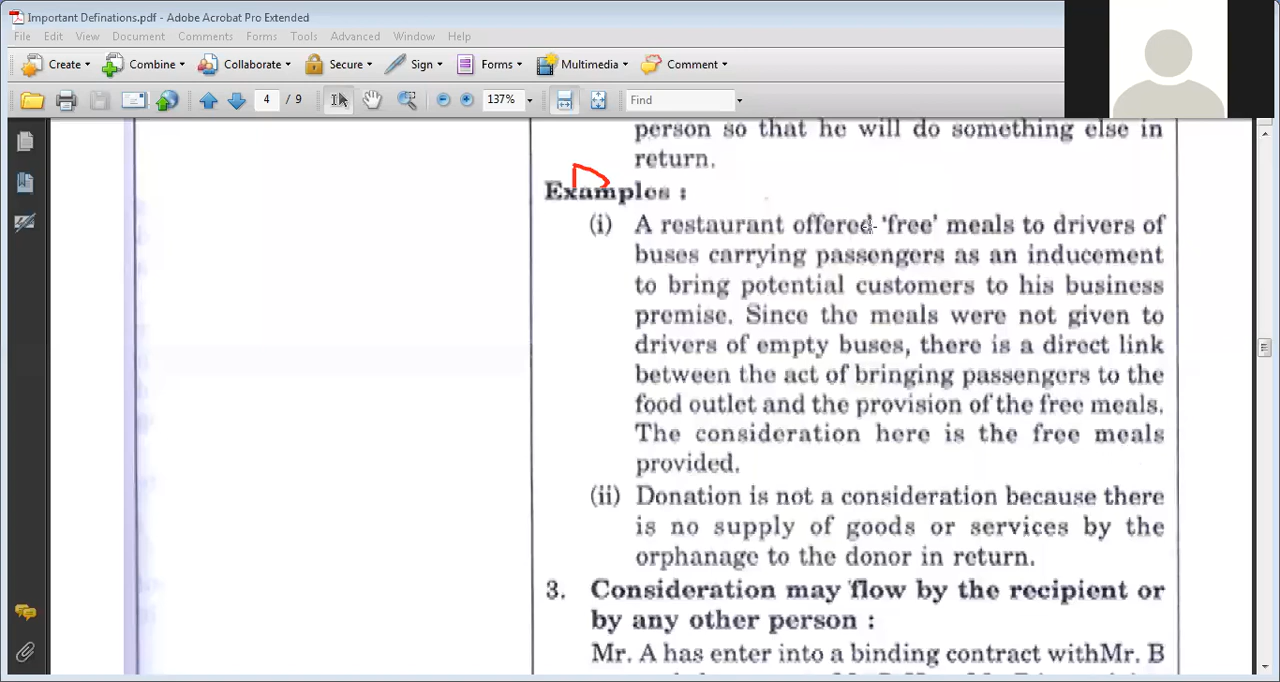 Important Definations.pdf - Adobe Acrobat Pro Extended
File Edit View Document Comments Forms Tools Advanced Window Help
Create Combine Collaborate Secure Sign Forms Multimedia Comment
4 / 9 137% Find
person so that he will do something else in
return.
Examples :
(i) A restaurant offered 'free' meals to drivers of
buses carrying passengers as an inducement
to bring potential customers to his business
premise. Since the meals were not given to
drivers of empty buses, there is a direct link
between the act of bringing passengers to the
food outlet and the provision of the free meals.
The consideration here is the free meals
provided.
(ii) Donation is not a consideration because there
is no supply of goods or services by the
orphanage to the donor in return.
3. Consideration may flow by the recipient or
by any other person :
Mr. A has enter into a binding contract withMr. B